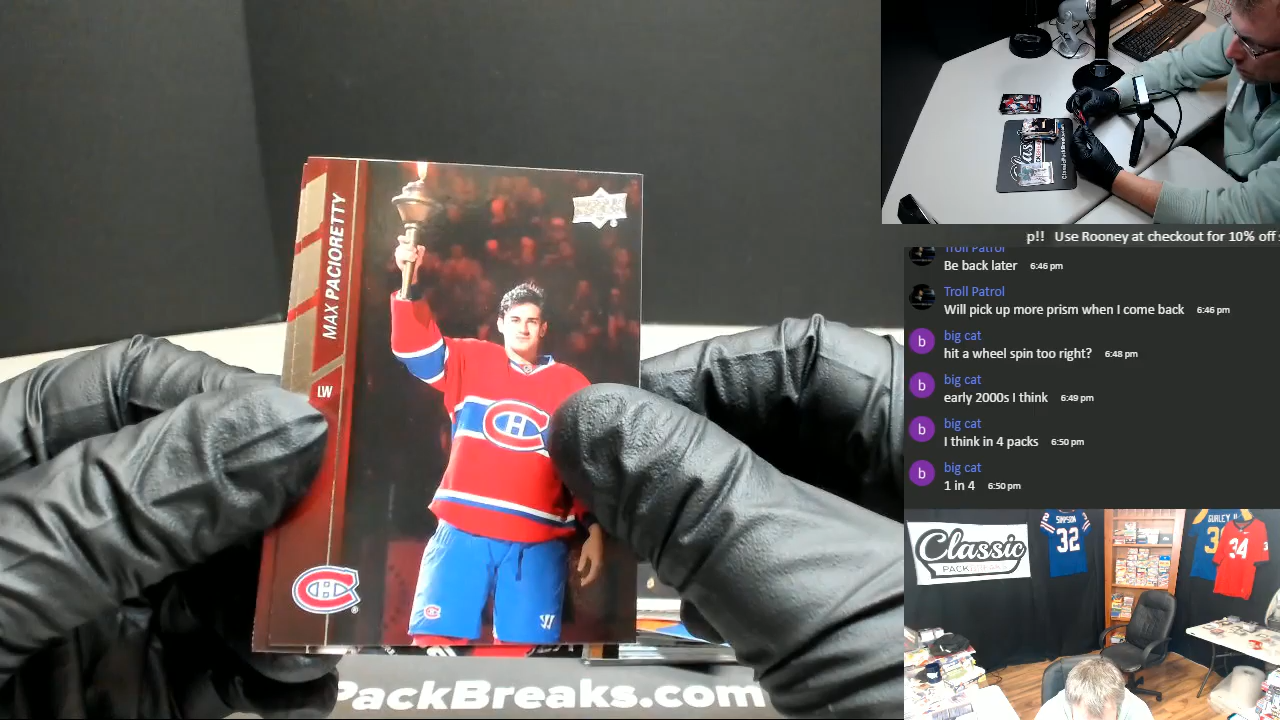 MAX PACIORETTY
LW
PackBreaks.com
p!! Use Rooney at checkout for 10% off
Troll Patrol
Be back later 6:46 pm
Troll Patrol
Will pick up more prism when I come back 6:46 pm
b
big cat
hit a wheel spin too right? 6:48 pm
b
big cat
early 2000s I think 6:49 pm
b
big cat
I think in 4 packs 6:50 pm
b
big cat
1 in 4 6:50 pm
Classic
PACK BREAKS
SIMPSON
32
GURLEY II
34